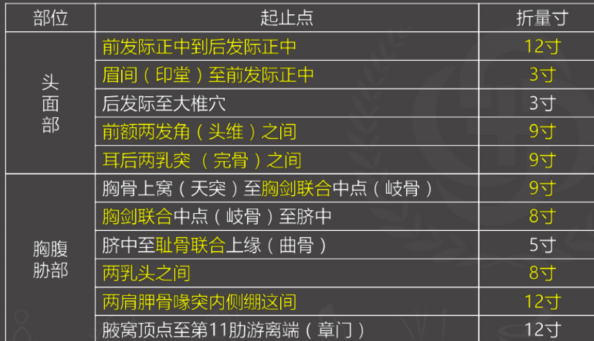 部位 起止点 折量寸
头面部 前发际正中到后发际正中 12寸
眉间（印堂）至前发际正中 3寸
后发际至大椎穴 3寸
前额两发角（头维）之间 9寸
耳后两乳突 （完骨）之间 9寸
胸腹胁部 胸骨上窝（天突）至胸剑联合中点（歧骨） 9寸
胸剑联合中点（歧骨）至脐中 8寸
脐中至耻骨联合上缘（曲骨） 5寸
两乳头之间 8寸
两肩胛骨喙突内侧绷这间 12寸
腋窝顶点至第11肋游离端（章门） 12寸